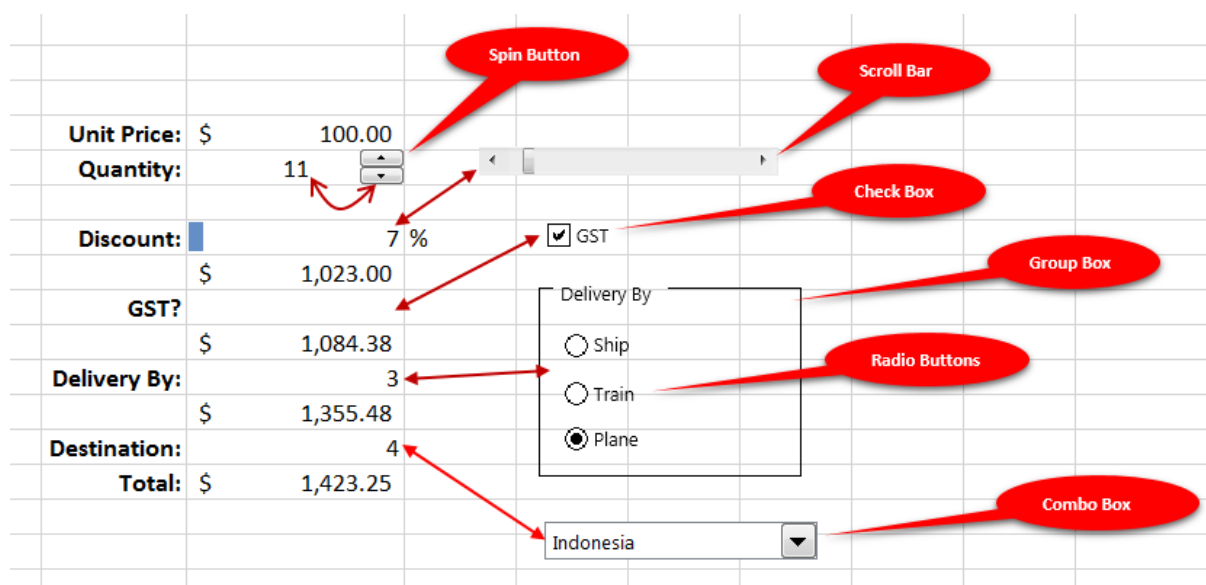 Spin Button
Scroll Bar
Unit Price: $ 100.00
Quantity: 11
Check Box
Discount: 7 %
GST
$ 1,023.00
Group Box
GST?
Delivery By
$ 1,084.38
Ship
Radio Buttons
Delivery By: 3
Train
$ 1,355.48
Plane
Destination: 4
Total: $ 1,423.25
Combo Box
Indonesia